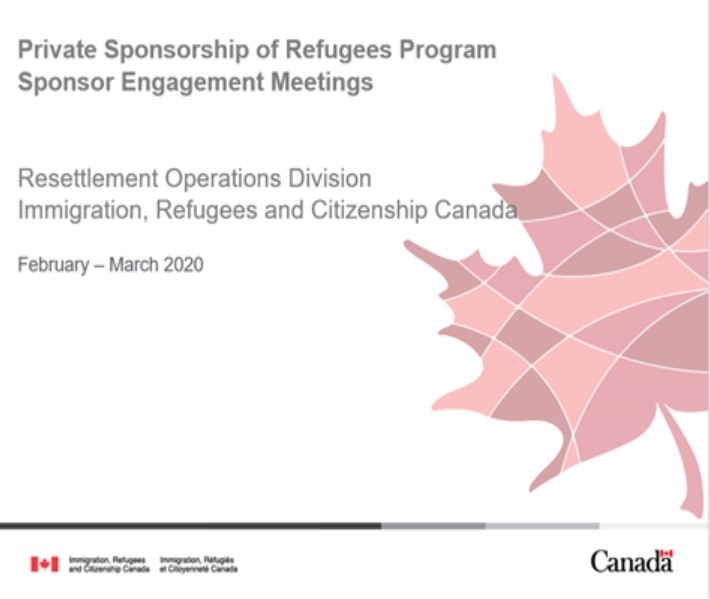 Private Sponsorship of Refugees Program
Sponsor Engagement Meetings
Resettlement Operations Division
Immigration, Refugees and Citizenship Canada
February – March 2020
Immigration, Refugees
and Citizenship Canada
Immigration, Réfugiés
et Citoyenneté Canada
Canada